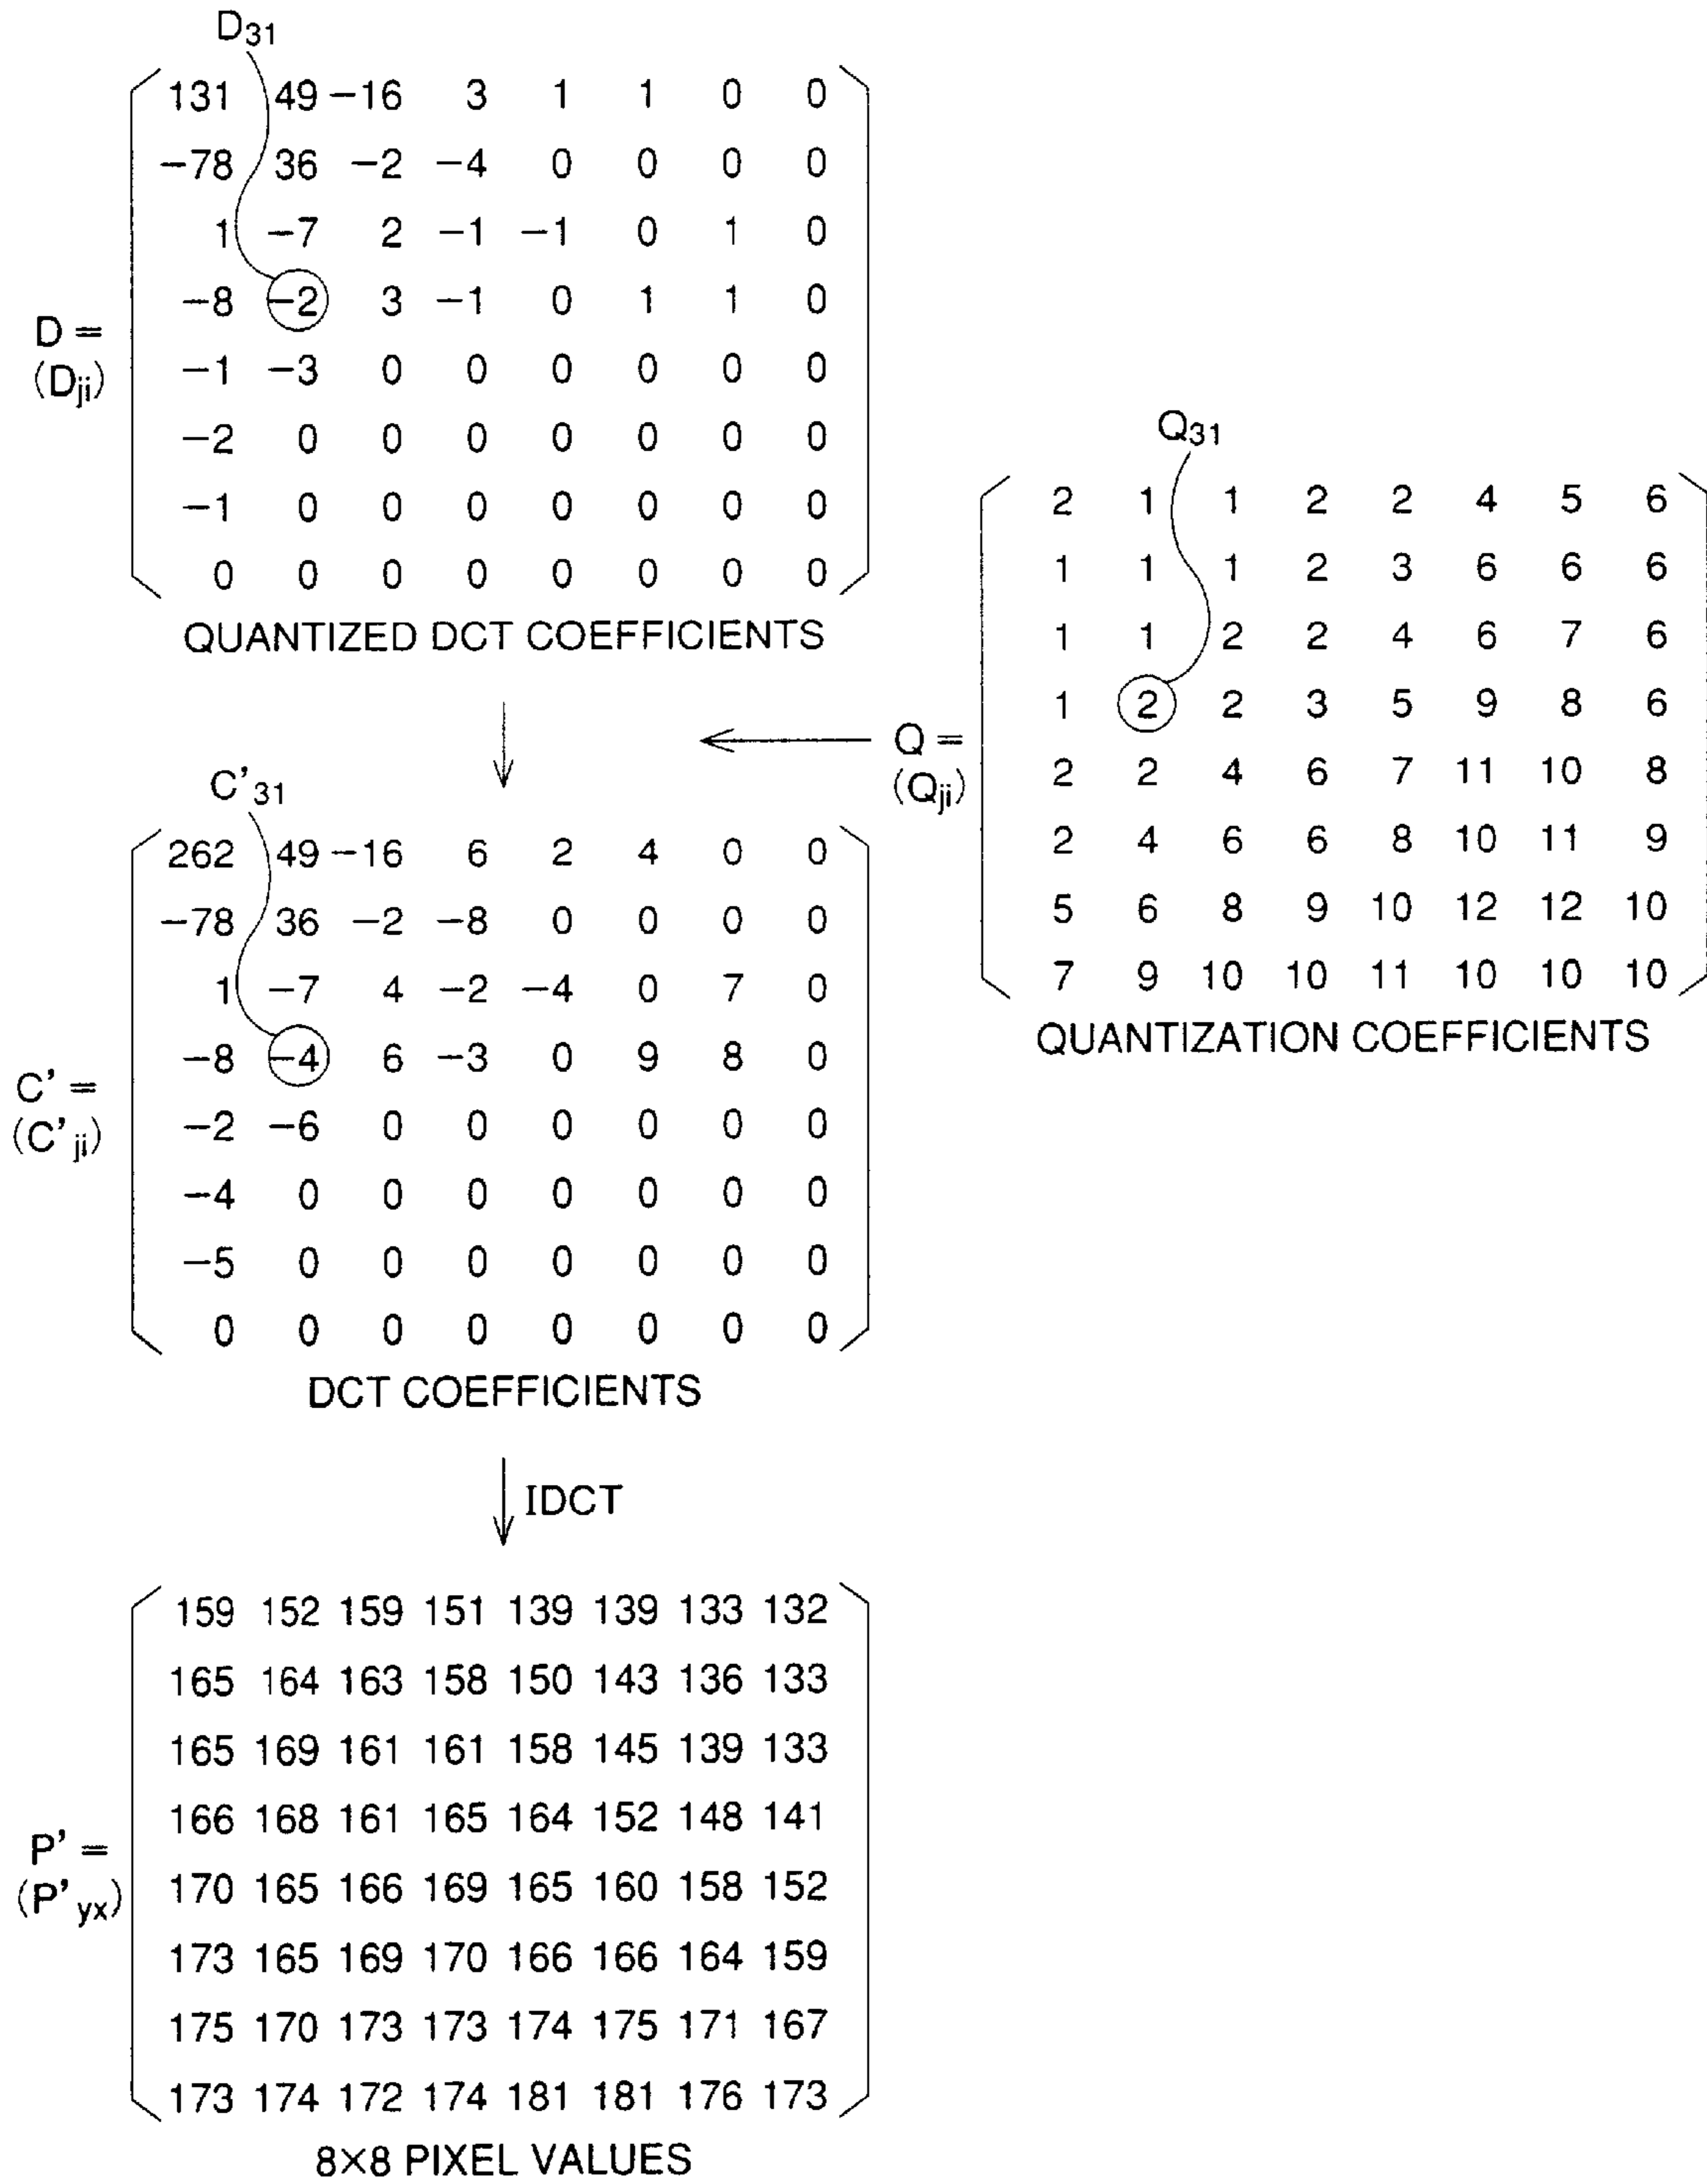 D31
131 49 −16 3 1 1 0 0
−78 36 −2 −4 0 0 0 0
1 −7 2 −1 −1 0 1 0
−8 −2 3 −1 0 1 1 0
D =
(Dji)
−1 −3 0 0 0 0 0 0
−2 0 0 0 0 0 0 0
−1 0 0 0 0 0 0 0
0 0 0 0 0 0 0 0
QUANTIZED DCT COEFFICIENTS
Q31
2 1 1 2 2 4 5 6
1 1 1 2 3 6 6 6
1 1 2 2 4 6 7 6
1 2 2 3 5 9 8 6
Q =
(Qji)
2 2 4 6 7 11 10 8
2 4 6 6 8 10 11 9
5 6 8 9 10 12 12 10
7 9 10 10 11 10 10 10
QUANTIZATION COEFFICIENTS
C'31
262 49 −16 6 2 4 0 0
−78 36 −2 −8 0 0 0 0
1 −7 4 −2 −4 0 7 0
−8 −4 6 −3 0 9 8 0
C' =
(C'ji)
−2 −6 0 0 0 0 0 0
−4 0 0 0 0 0 0 0
−5 0 0 0 0 0 0 0
0 0 0 0 0 0 0 0
DCT COEFFICIENTS
IDCT
159 152 159 151 139 139 133 132
165 164 163 158 150 143 136 133
165 169 161 161 158 145 139 133
166 168 161 165 164 152 148 141
P' =
(P'yx)
170 165 166 169 165 160 158 152
173 165 169 170 166 166 164 159
175 170 173 173 174 175 171 167
173 174 172 174 181 181 176 173
8×8 PIXEL VALUES